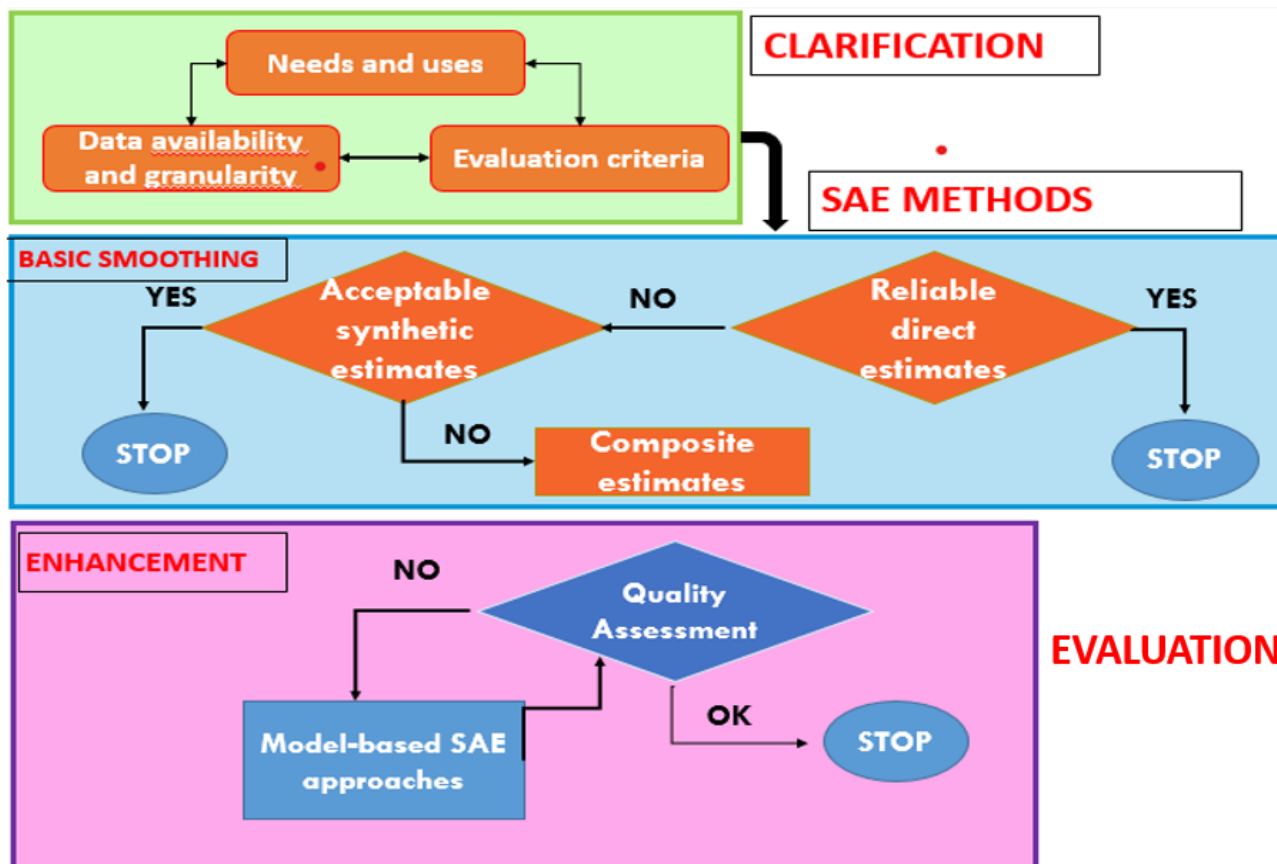 CLARIFICATION
Needs and uses
Data availability
and granularity
Evaluation criteria
SAE METHODS
BASIC SMOOTHING
YES
Acceptable
synthetic
estimates
NO
Reliable
direct
estimates
YES
STOP
NO
Composite
estimates
STOP
ENHANCEMENT
NO
Quality
Assessment
EVALUATION
Model-based SAE
approaches
OK
STOP